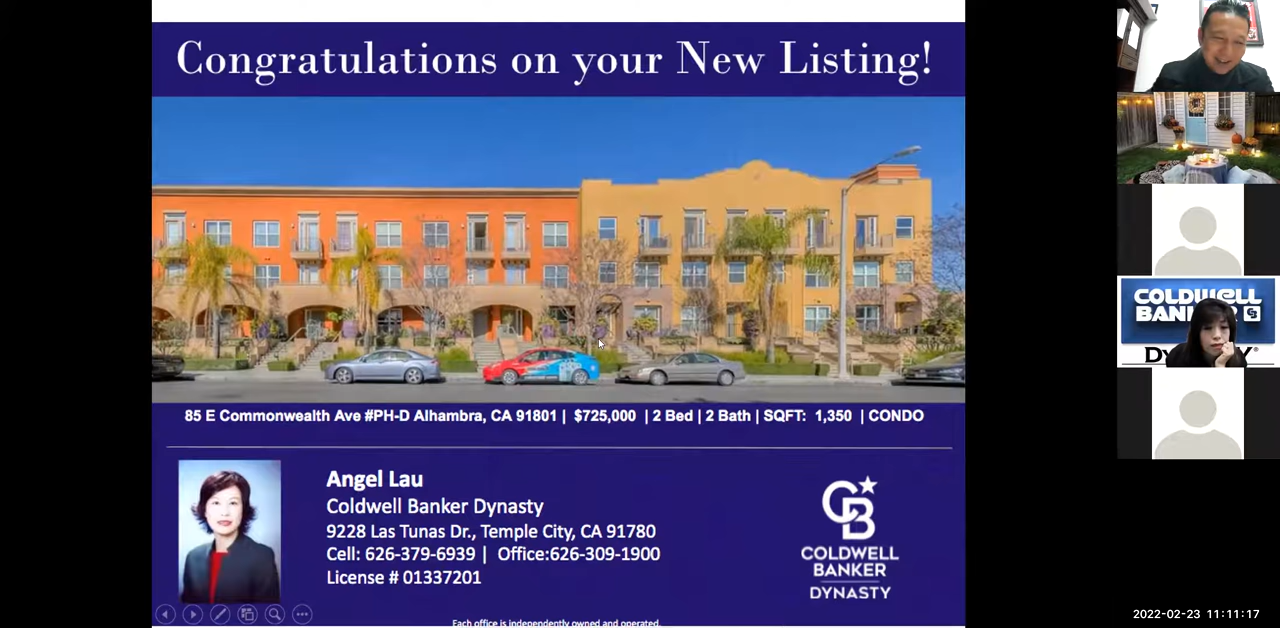 Congratulations on your New Listing!
85 E Commonwealth Ave #PH-D Alhambra, CA 91801 | $725,000 | 2 Bed | 2 Bath | SQFT: 1,350 | CONDO
Angel Lau
Coldwell Banker Dynasty
9228 Las Tunas Dr., Temple City, CA 91780
Cell: 626-379-6939 | Office:626-309-1900
License # 01337201
CB
COLDWELL
BANKER
DYNASTY
Each office is independently owned and operated.
COLDWELL
2022-02-23 11:11:17